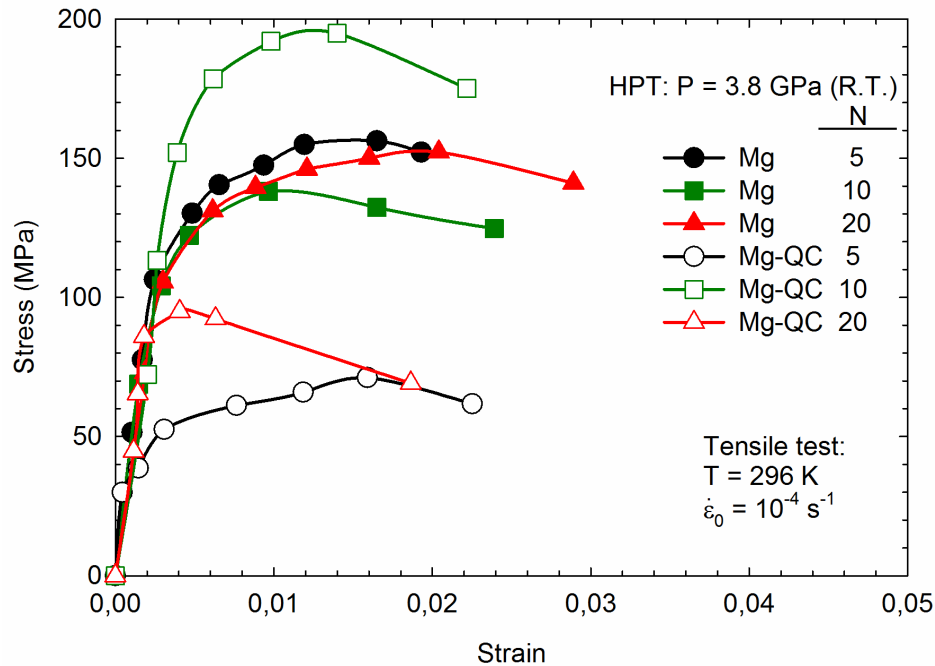 200
150
100
50
0
Stress (MPa)
HPT: P = 3.8 GPa (R.T.)
N
Mg 5
Mg 10
Mg 20
Mg-QC 5
Mg-QC 10
Mg-QC 20
Tensile test:
T = 296 K
ε̇₀ = 10⁻⁴ s⁻¹
0,00 0,01 0,02 0,03 0,04 0,05
Strain